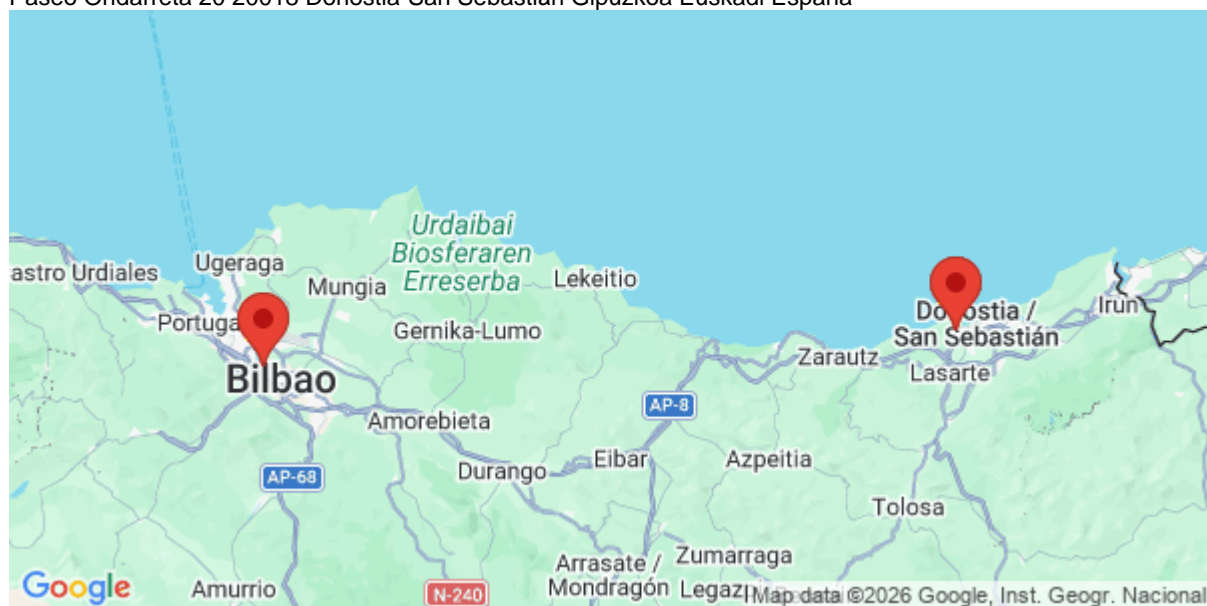 Paseo Ondarreta 20 20018 Donostia-San Sebastián Gipuzkoa Euskadi España
Urdaibai
Biosferaren
Erreserba
astro Urdiales
Ugeraga
Mungia
Lekeitio
Irun
Portuga
Gernika-Lumo
Donostia /
San Sebastián
Zarautz
Lasarte
Bilbao
AP-8
Amorebieta
AP-68
Durango
Eibar
Azpeitia
Tolosa
Arrasate /
Mondragón
Zumarraga
Legazpi
Google
Amurrio
N-240
Map data ©2026 Google, Inst. Geogr. Nacional